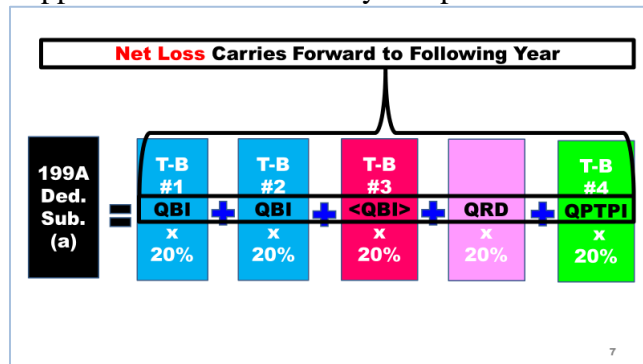 Net Loss Carries Forward to Following Year
199A
Ded.
Sub.
(a)
=
T-B
#1
QBI
x
20%
+
T-B
#2
QBI
x
20%
+
T-B
#3
<QBI>
x
20%
+
QRD
x
20%
+
T-B
#4
QPTPI
x
20%
7